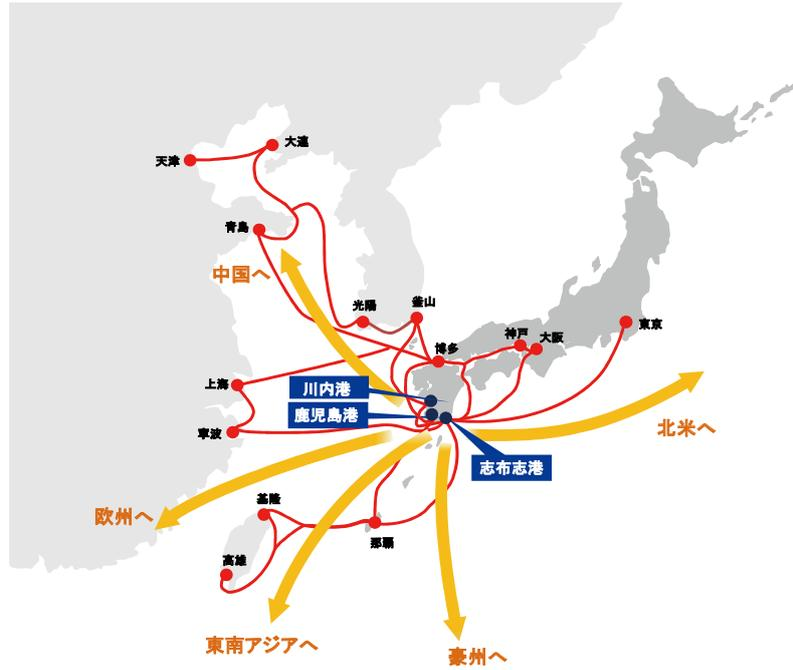 大連
天津
青島
中国へ
光陽
釜山
神戸
大阪
東京
博多
上海
川内港
鹿児島港
寧波
北米へ
志布志港
欧州へ
基隆
那覇
高雄
東南アジアへ
豪州へ